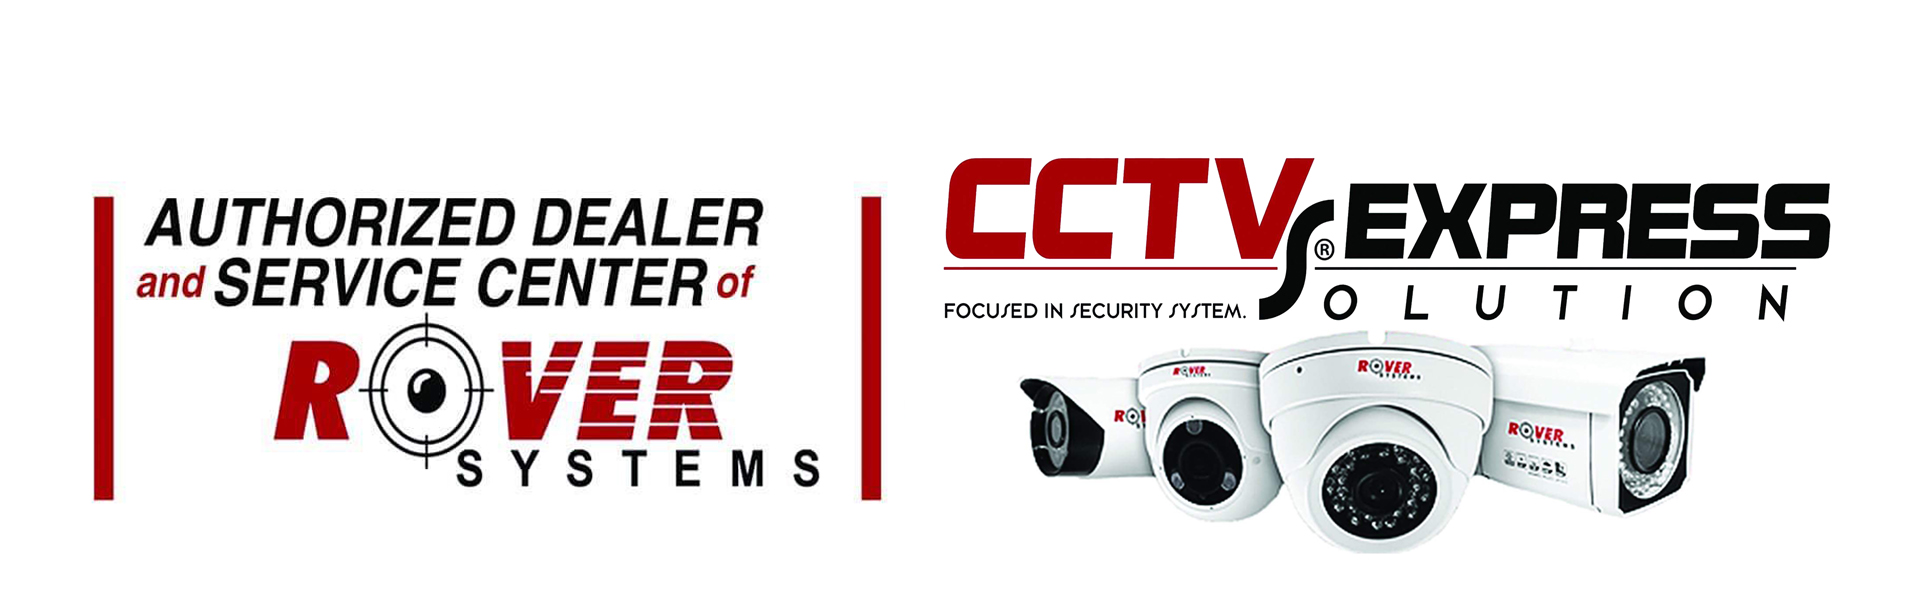 AUTHORIZED DEALER
and SERVICE CENTER of
ROVER
SYSTEMS
CCTV EXPRESS
®
FOCUSED IN SECURITY SYSTEM.
SOLUTION
ROVER
SYSTEMS
ROVER
SYSTEMS
ROVER
SYSTEMS